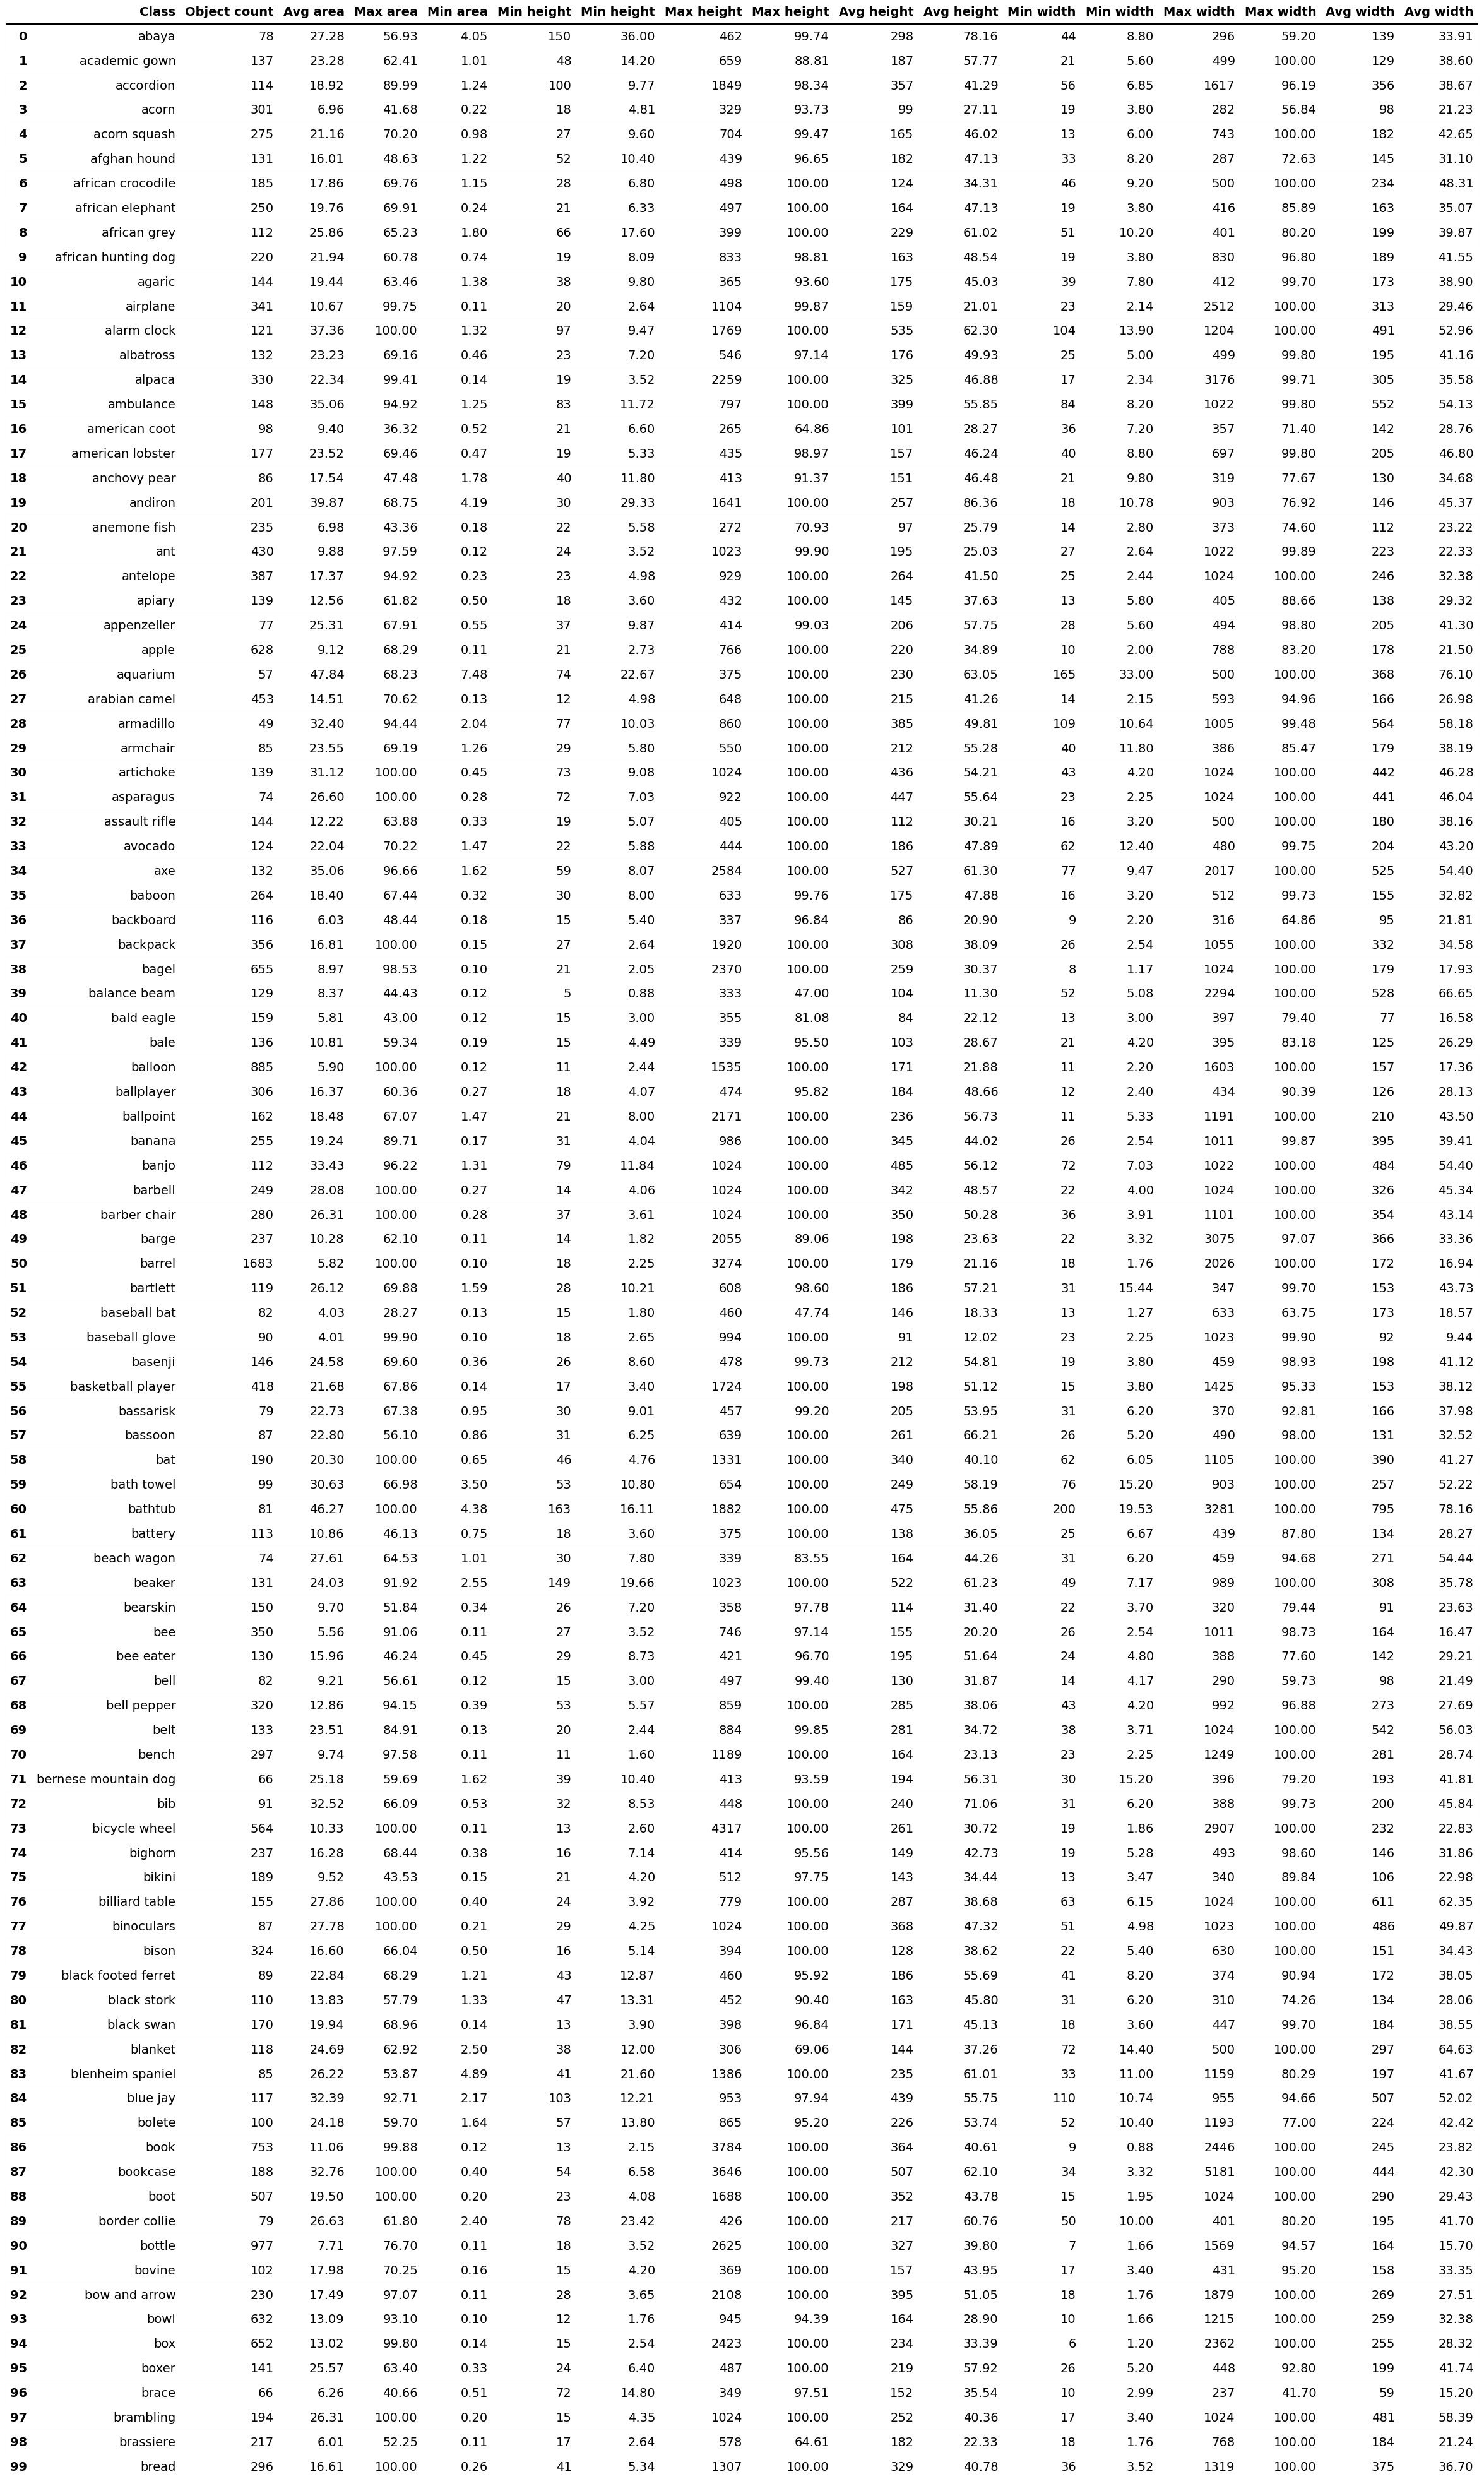 Class Object count Avg area Max area Min area Min height Min height Max height Max height Avg height Avg height Min width Min width Max width Max width Avg width Avg width
0 abaya 78 27.28 56.93 4.05 150 36.00 462 99.74 298 78.16 44 8.80 296 59.20 139 33.91
1 academic gown 137 23.28 62.41 1.01 48 14.20 659 88.81 187 57.77 21 5.60 499 100.00 129 38.60
2 accordion 114 18.92 89.99 1.24 100 9.77 1849 98.34 357 41.29 56 6.85 1617 96.19 356 38.67
3 acorn 301 6.96 41.68 0.22 18 4.81 329 93.73 99 27.11 19 3.80 282 56.84 98 21.23
4 acorn squash 275 21.16 70.20 0.98 27 9.60 704 99.47 165 46.02 13 6.00 743 100.00 182 42.65
5 afghan hound 131 16.01 48.63 1.22 52 10.40 439 96.65 182 47.13 33 8.20 287 72.63 145 31.10
6 african crocodile 185 17.86 69.76 1.15 28 6.80 498 100.00 124 34.31 46 9.20 500 100.00 234 48.31
7 african elephant 250 19.76 69.91 0.24 21 6.33 497 100.00 164 47.13 19 3.80 416 85.89 163 35.07
8 african grey 112 25.86 65.23 1.80 66 17.60 399 100.00 229 61.02 51 10.20 401 80.20 199 39.87
9 african hunting dog 220 21.94 60.78 0.74 19 8.09 833 98.81 163 48.54 19 3.80 830 96.80 189 41.55
10 agaric 144 19.44 63.46 1.38 38 9.80 365 93.60 175 45.03 39 7.80 412 99.70 173 38.90
11 airplane 341 10.67 99.75 0.11 20 2.64 1104 99.87 159 21.01 23 2.14 2512 100.00 313 29.46
12 alarm clock 121 37.36 100.00 1.32 97 9.47 1769 100.00 535 62.30 104 13.90 1204 100.00 491 52.96
13 albatross 132 23.23 69.16 0.46 23 7.20 546 97.14 176 49.93 25 5.00 499 99.80 195 41.16
14 alpaca 330 22.34 99.41 0.14 19 3.52 2259 100.00 325 46.88 17 2.34 3176 99.71 305 35.58
15 ambulance 148 35.06 94.92 1.25 83 11.72 797 100.00 399 55.85 84 8.20 1022 99.80 552 54.13
16 american coot 98 9.40 36.32 0.52 21 6.60 265 64.86 101 28.27 36 7.20 357 71.40 142 28.76
17 american lobster 177 23.52 69.46 0.47 19 5.33 435 98.97 157 46.24 40 8.80 697 99.80 205 46.80
18 anchovy pear 86 17.54 47.48 1.78 40 11.80 413 91.37 151 46.48 21 9.80 319 77.67 130 34.68
19 andiron 201 39.87 68.75 4.19 30 29.33 1641 100.00 257 86.36 18 10.78 903 76.92 146 45.37
20 anemone fish 235 6.98 43.36 0.18 22 5.58 272 70.93 97 25.79 14 2.80 373 74.60 112 23.22
21 ant 430 9.88 97.59 0.12 24 3.52 1023 99.90 195 25.03 27 2.64 1022 99.89 223 22.33
22 antelope 387 17.37 94.92 0.23 23 4.98 929 100.00 264 41.50 25 2.44 1024 100.00 246 32.38
23 apiary 139 12.56 61.82 0.50 18 3.60 432 100.00 145 37.63 13 5.80 405 88.66 138 29.32
24 appenzeller 77 25.31 67.91 0.55 37 9.87 414 99.03 206 57.75 28 5.60 494 98.80 205 41.30
25 apple 628 9.12 68.29 0.11 21 2.73 766 100.00 220 34.89 10 2.00 788 83.20 178 21.50
26 aquarium 57 47.84 68.23 7.48 74 22.67 375 100.00 230 63.05 165 33.00 500 100.00 368 76.10
27 arabian camel 453 14.51 70.62 0.13 12 4.98 648 100.00 215 41.26 14 2.15 593 94.96 166 26.98
28 armadillo 49 32.40 94.44 2.04 77 10.03 860 100.00 385 49.81 109 10.64 1005 99.48 564 58.18
29 armchair 85 23.55 69.19 1.26 29 5.80 550 100.00 212 55.28 40 11.80 386 85.47 179 38.19
30 artichoke 139 31.12 100.00 0.45 73 9.08 1024 100.00 436 54.21 43 4.20 1024 100.00 442 46.28
31 asparagus 74 26.60 100.00 0.28 72 7.03 922 100.00 447 55.64 23 2.25 1024 100.00 441 46.04
32 assault rifle 144 12.22 63.88 0.33 19 5.07 405 100.00 112 30.21 16 3.20 500 100.00 180 38.16
33 avocado 124 22.04 70.22 1.47 22 5.88 444 100.00 186 47.89 62 12.40 480 99.75 204 43.20
34 axe 132 35.06 96.66 1.62 59 8.07 2584 100.00 527 61.30 77 9.47 2017 100.00 525 54.40
35 baboon 264 18.40 67.44 0.32 30 8.00 633 99.76 175 47.88 16 3.20 512 99.73 155 32.82
36 backboard 116 6.03 48.44 0.18 15 5.40 337 96.84 86 20.90 9 2.20 316 64.86 95 21.81
37 backpack 356 16.81 100.00 0.15 27 2.64 1920 100.00 308 38.09 26 2.54 1055 100.00 332 34.58
38 bagel 655 8.97 98.53 0.10 21 2.05 2370 100.00 259 30.37 8 1.17 1024 100.00 179 17.93
39 balance beam 129 8.37 44.43 0.12 5 0.88 333 47.00 104 11.30 52 5.08 2294 100.00 528 66.65
40 bald eagle 159 5.81 43.00 0.12 15 3.00 355 81.08 84 22.12 13 3.00 397 79.40 77 16.58
41 bale 136 10.81 59.34 0.19 15 4.49 339 95.50 103 28.67 21 4.20 395 83.18 125 26.29
42 balloon 885 5.90 100.00 0.12 11 2.44 1535 100.00 171 21.88 11 2.20 1603 100.00 157 17.36
43 ballplayer 306 16.37 60.36 0.27 18 4.07 474 95.82 184 48.66 12 2.40 434 90.39 126 28.13
44 ballpoint 162 18.48 67.07 1.47 21 8.00 2171 100.00 236 56.73 11 5.33 1191 100.00 210 43.50
45 banana 255 19.24 89.71 0.17 31 4.04 986 100.00 345 44.02 26 2.54 1011 99.87 395 39.41
46 banjo 112 33.43 96.22 1.31 79 11.84 1024 100.00 485 56.12 72 7.03 1022 100.00 484 54.40
47 barbell 249 28.08 100.00 0.27 14 4.06 1024 100.00 342 48.57 22 4.00 1024 100.00 326 45.34
48 barber chair 280 26.31 100.00 0.28 37 3.61 1024 100.00 350 50.28 36 3.91 1101 100.00 354 43.14
49 barge 237 10.28 62.10 0.11 14 1.82 2055 89.06 198 23.63 22 3.32 3075 97.07 366 33.36
50 barrel 1683 5.82 100.00 0.10 18 2.25 3274 100.00 179 21.16 18 1.76 2026 100.00 172 16.94
51 bartlett 119 26.12 69.88 1.59 28 10.21 608 98.60 186 57.21 31 15.44 347 99.70 153 43.73
52 baseball bat 82 4.03 28.27 0.13 15 1.80 460 47.74 146 18.33 13 1.27 633 63.75 173 18.57
53 baseball glove 90 4.01 99.90 0.10 18 2.65 994 100.00 91 12.02 23 2.25 1023 99.90 92 9.44
54 basenji 146 24.58 69.60 0.36 26 8.60 478 99.73 212 54.81 19 3.80 459 98.93 198 41.12
55 basketball player 418 21.68 67.86 0.14 17 3.40 1724 100.00 198 51.12 15 3.80 1425 95.33 153 38.12
56 bassarisk 79 22.73 67.38 0.95 30 9.01 457 99.20 205 53.95 31 6.20 370 92.81 166 37.98
57 bassoon 87 22.80 56.10 0.86 31 6.25 639 100.00 261 66.21 26 5.20 490 98.00 131 32.52
58 bat 190 20.30 100.00 0.65 46 4.76 1331 100.00 340 40.10 62 6.05 1105 100.00 390 41.27
59 bath towel 99 30.63 66.98 3.50 53 10.80 654 100.00 249 58.19 76 15.20 903 100.00 257 52.22
60 bathtub 81 46.27 100.00 4.38 163 16.11 1882 100.00 475 55.86 200 19.53 3281 100.00 795 78.16
61 battery 113 10.86 46.13 0.75 18 3.60 375 100.00 138 36.05 25 6.67 439 87.80 134 28.27
62 beach wagon 74 27.61 64.53 1.01 30 7.80 339 83.55 164 44.26 31 6.20 459 94.68 271 54.44
63 beaker 131 24.03 91.92 2.55 149 19.66 1023 100.00 522 61.23 49 7.17 989 100.00 308 35.78
64 bearskin 150 9.70 51.84 0.34 26 7.20 358 97.78 114 31.40 22 3.70 320 79.44 91 23.63
65 bee 350 5.56 91.06 0.11 27 3.52 746 97.14 155 20.20 26 2.54 1011 98.73 164 16.47
66 bee eater 130 15.96 46.24 0.45 29 8.73 421 96.70 195 51.64 24 4.80 388 77.60 142 29.21
67 bell 82 9.21 56.61 0.12 15 3.00 497 99.40 130 31.87 14 4.17 290 59.73 98 21.49
68 bell pepper 320 12.86 94.15 0.39 53 5.57 859 100.00 285 38.06 43 4.20 992 96.88 273 27.69
69 belt 133 23.51 84.91 0.13 20 2.44 884 99.85 281 34.72 38 3.71 1024 100.00 542 56.03
70 bench 297 9.74 97.58 0.11 11 1.60 1189 100.00 164 23.13 23 2.25 1249 100.00 281 28.74
71 bernese mountain dog 66 25.18 59.69 1.62 39 10.40 413 93.59 194 56.31 30 15.20 396 79.20 193 41.81
72 bib 91 32.52 66.09 0.53 32 8.53 448 100.00 240 71.06 31 6.20 388 99.73 200 45.84
73 bicycle wheel 564 10.33 100.00 0.11 13 2.60 4317 100.00 261 30.72 19 1.86 2907 100.00 232 22.83
74 bighorn 237 16.28 68.44 0.38 16 7.14 414 95.56 149 42.73 19 5.28 493 98.60 146 31.86
75 bikini 189 9.52 43.53 0.15 21 4.20 512 97.75 143 34.44 13 3.47 340 89.84 106 22.98
76 billiard table 155 27.86 100.00 0.40 24 3.92 779 100.00 287 38.68 63 6.15 1024 100.00 611 62.35
77 binoculars 87 27.78 100.00 0.21 29 4.25 1024 100.00 368 47.32 51 4.98 1023 100.00 486 49.87
78 bison 324 16.60 66.04 0.50 16 5.14 394 100.00 128 38.62 22 5.40 630 100.00 151 34.43
79 black footed ferret 89 22.84 68.29 1.21 43 12.87 460 95.92 186 55.69 41 8.20 374 90.94 172 38.05
80 black stork 110 13.83 57.79 1.33 47 13.31 452 90.40 163 45.80 31 6.20 310 74.26 134 28.06
81 black swan 170 19.94 68.96 0.14 13 3.90 398 96.84 171 45.13 18 3.60 447 99.70 184 38.55
82 blanket 118 24.69 62.92 2.50 38 12.00 306 69.06 144 37.26 72 14.40 500 100.00 297 64.63
83 blenheim spaniel 85 26.22 53.87 4.89 41 21.60 1386 100.00 235 61.01 33 11.00 1159 80.29 197 41.67
84 blue jay 117 32.39 92.71 2.17 103 12.21 953 97.94 439 55.75 110 10.74 955 94.66 507 52.02
85 bolete 100 24.18 59.70 1.64 57 13.80 865 95.20 226 53.74 52 10.40 1193 77.00 224 42.42
86 book 753 11.06 99.88 0.12 13 2.15 3784 100.00 364 40.61 9 0.88 2446 100.00 245 23.82
87 bookcase 188 32.76 100.00 0.40 54 6.58 3646 100.00 507 62.10 34 3.32 5181 100.00 444 42.30
88 boot 507 19.50 100.00 0.20 23 4.08 1688 100.00 352 43.78 15 1.95 1024 100.00 290 29.43
89 border collie 79 26.63 61.80 2.40 78 23.42 426 100.00 217 60.76 50 10.00 401 80.20 195 41.70
90 bottle 977 7.71 76.70 0.11 18 3.52 2625 100.00 327 39.80 7 1.66 1569 94.57 164 15.70
91 bovine 102 17.98 70.25 0.16 15 4.20 369 100.00 157 43.95 17 3.40 431 95.20 158 33.35
92 bow and arrow 230 17.49 97.07 0.11 28 3.65 2108 100.00 395 51.05 18 1.76 1879 100.00 269 27.51
93 bowl 632 13.09 93.10 0.10 12 1.76 945 94.39 164 28.90 10 1.66 1215 100.00 259 32.38
94 box 652 13.02 99.80 0.14 15 2.54 2423 100.00 234 33.39 6 1.20 2362 100.00 255 28.32
95 boxer 141 25.57 63.40 0.33 24 6.40 487 100.00 219 57.92 26 5.20 448 92.80 199 41.74
96 brace 66 6.26 40.66 0.51 72 14.80 349 97.51 152 35.54 10 2.99 237 41.70 59 15.20
97 brambling 194 26.31 100.00 0.20 15 4.35 1024 100.00 252 40.36 17 3.40 1024 100.00 481 58.39
98 brassiere 217 6.01 52.25 0.11 17 2.64 578 64.61 182 22.33 18 1.76 768 100.00 184 21.24
99 bread 296 16.61 100.00 0.26 41 5.34 1307 100.00 329 40.78 36 3.52 1319 100.00 375 36.70